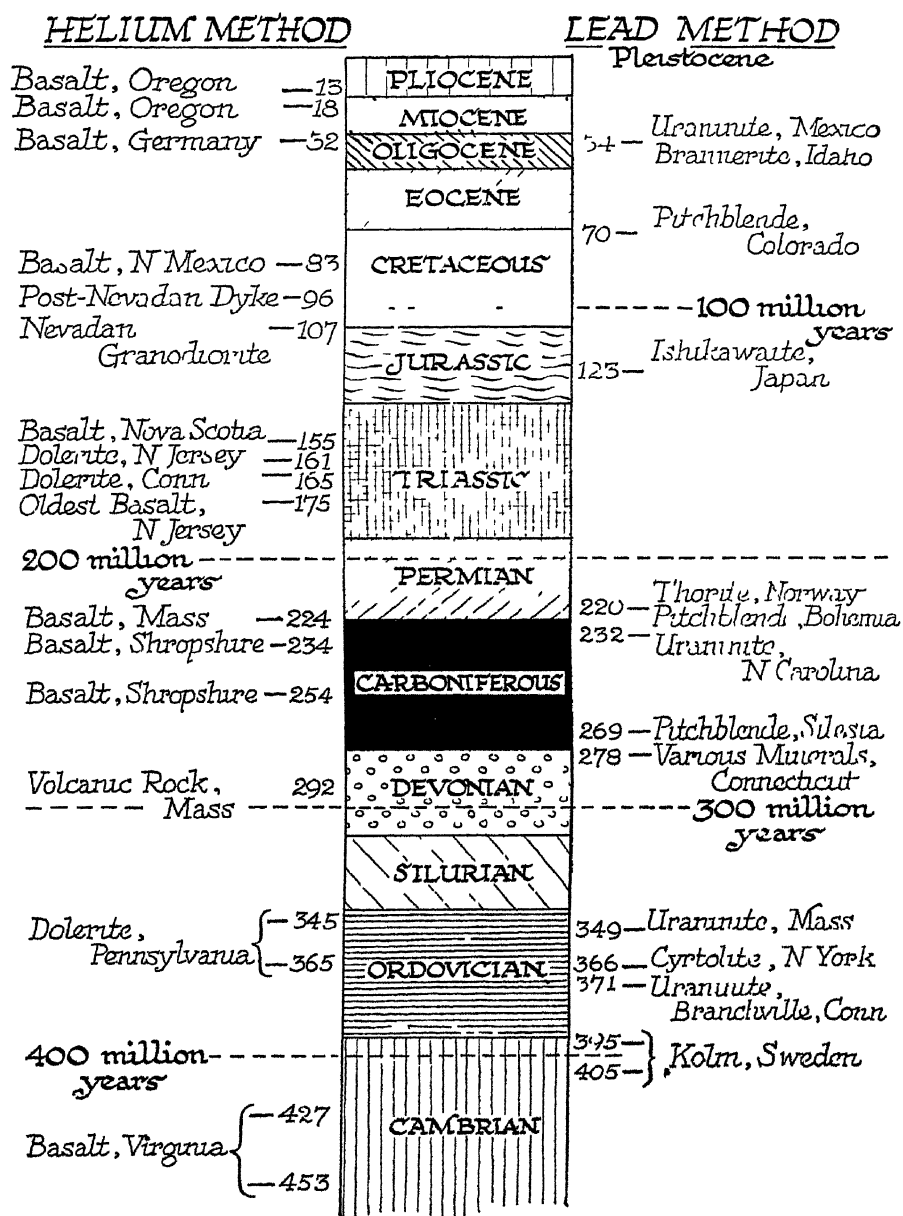 HELIUM METHOD
Basalt, Oregon —13
Basalt, Oregon —18
Basalt, Germany —32
Basalt, N Mexico —83
Post-Nevadan Dyke —96
Nevadan —107
Granodiorite
Basalt, Nova Scotia —155
Dolerite, N Jersey —161
Dolerite, Conn —165
Oldest Basalt, —175
N Jersey
200 million
years
Basalt, Mass —224
Basalt, Shropshire —234
Basalt, Shropshire —254
Volcanic Rock, 292
Mass
Dolerite, —345
Pennsylvania
—365
400 million
years
—427
Basalt, Virginia
—453
PLIOCENE
MIOCENE
OLIGOCENE
EOCENE
CRETACEOUS
JURASSIC
TRIASSIC
PERMIAN
CARBONIFEROUS
DEVONIAN
SILURIAN
ORDOVICIAN
CAMBRIAN
LEAD METHOD
Pleistocene
Uraninite, Mexico
Brannerite, Idaho
70— Pitchblende,
Colorado
100 million
years
123— Ishikawaite,
Japan
Thorite, Norway
220— Pitchblende, Bohemia
232— Uraninite,
N Carolina
269— Pitchblende, Silesia
278— Various Minerals,
Connecticut
300 million
years
349— Uraninite, Mass
366— Cyrtolite, N York
371— Uraninite,
Branchville, Conn
395—
Kolm, Sweden
405—